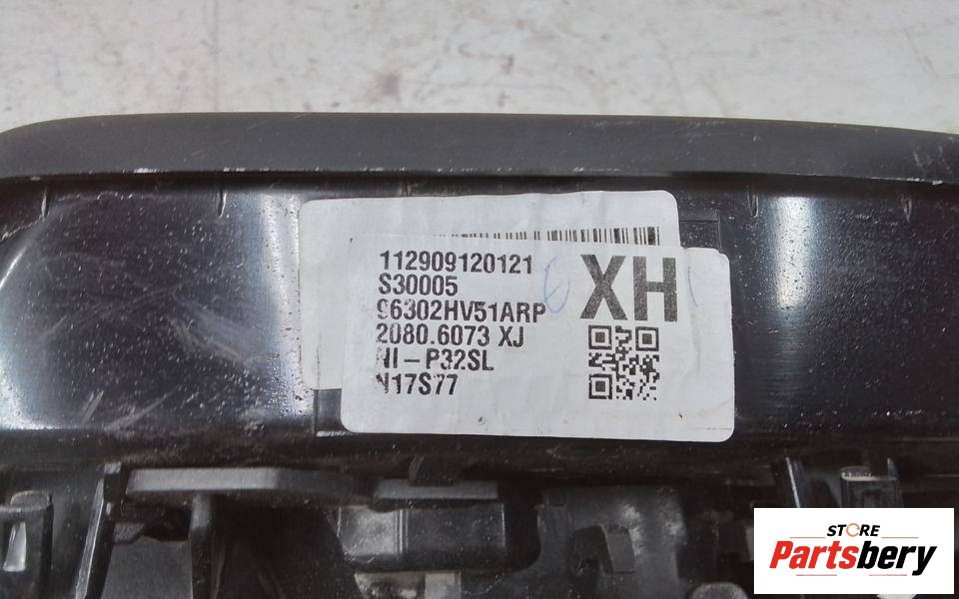 112909120121
S30005
96302HV51ARP
2080.6073 XJ
NI-P32SL
N17S77
XH
STORE
Partsbery